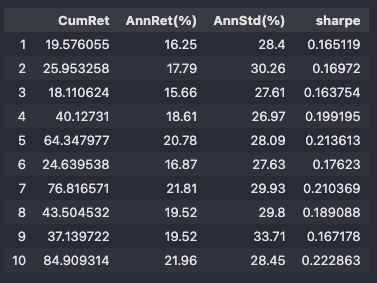 CumRet AnnRet(%) AnnStd(%) sharpe
1 19.576055 16.25 28.4 0.165119
2 25.953258 17.79 30.26 0.16972
3 18.110624 15.66 27.61 0.163754
4 40.12731 18.61 26.97 0.199195
5 64.347977 20.78 28.09 0.213613
6 24.639538 16.87 27.63 0.17623
7 76.816571 21.81 29.93 0.210369
8 43.504532 19.52 29.8 0.189088
9 37.139722 19.52 33.71 0.167178
10 84.909314 21.96 28.45 0.222863